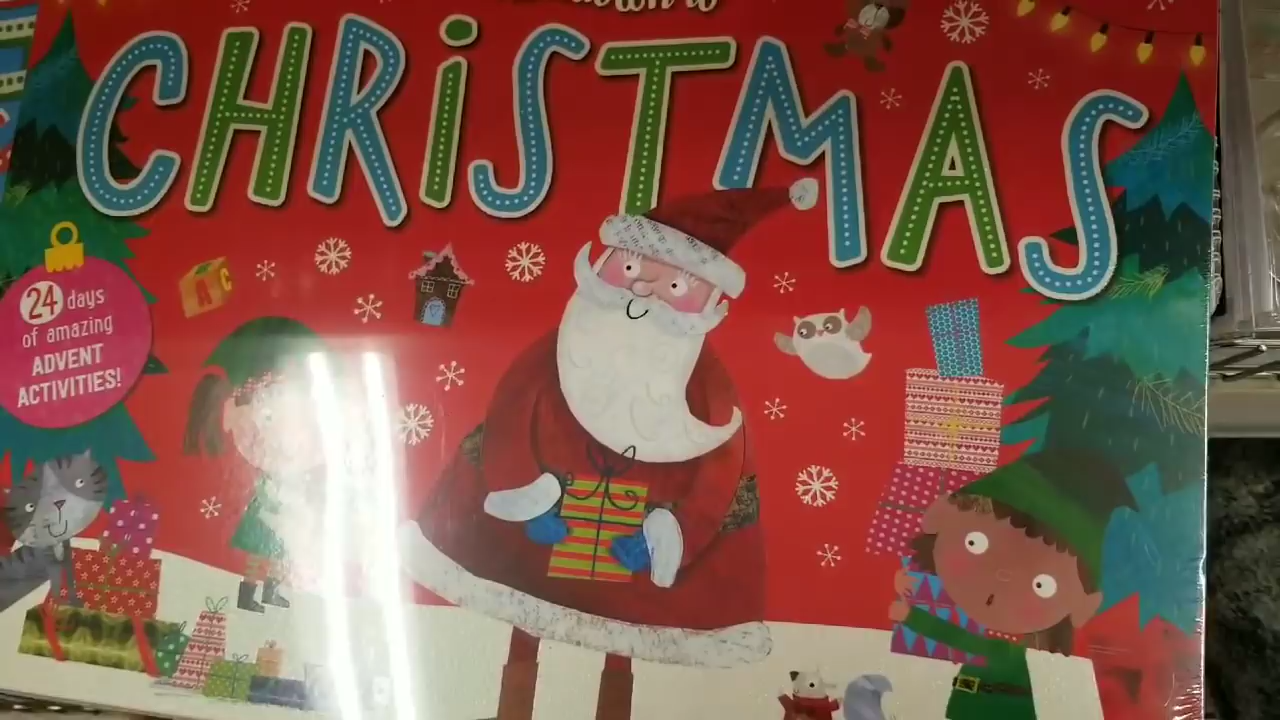 CHRiSTMAS
24 days
of amazing
ADVENT
ACTIVITIES!
A C